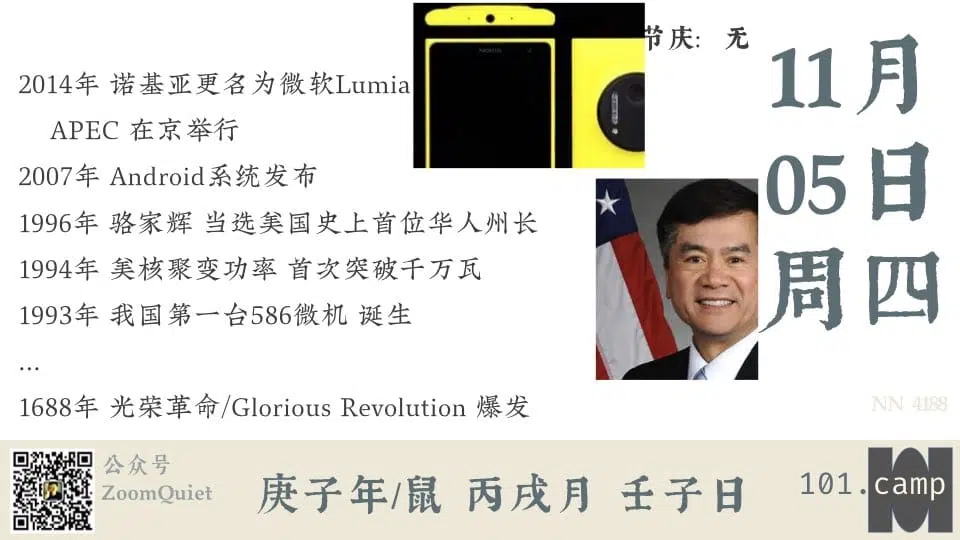 节庆: 无
11月
05日
周四
2014年 诺基亚更名为微软Lumia
APEC 在京举行
2007年 Android系统发布
1996年 骆家辉 当选美国史上首位华人州长
1994年 美核聚变功率 首次突破千万瓦
1993年 我国第一台586微机 诞生
...
1688年 光荣革命/Glorious Revolution 爆发
NOKIA
NN 4188
公众号
ZoomQuiet
庚子年/鼠 丙戌月 壬子日
101.camp